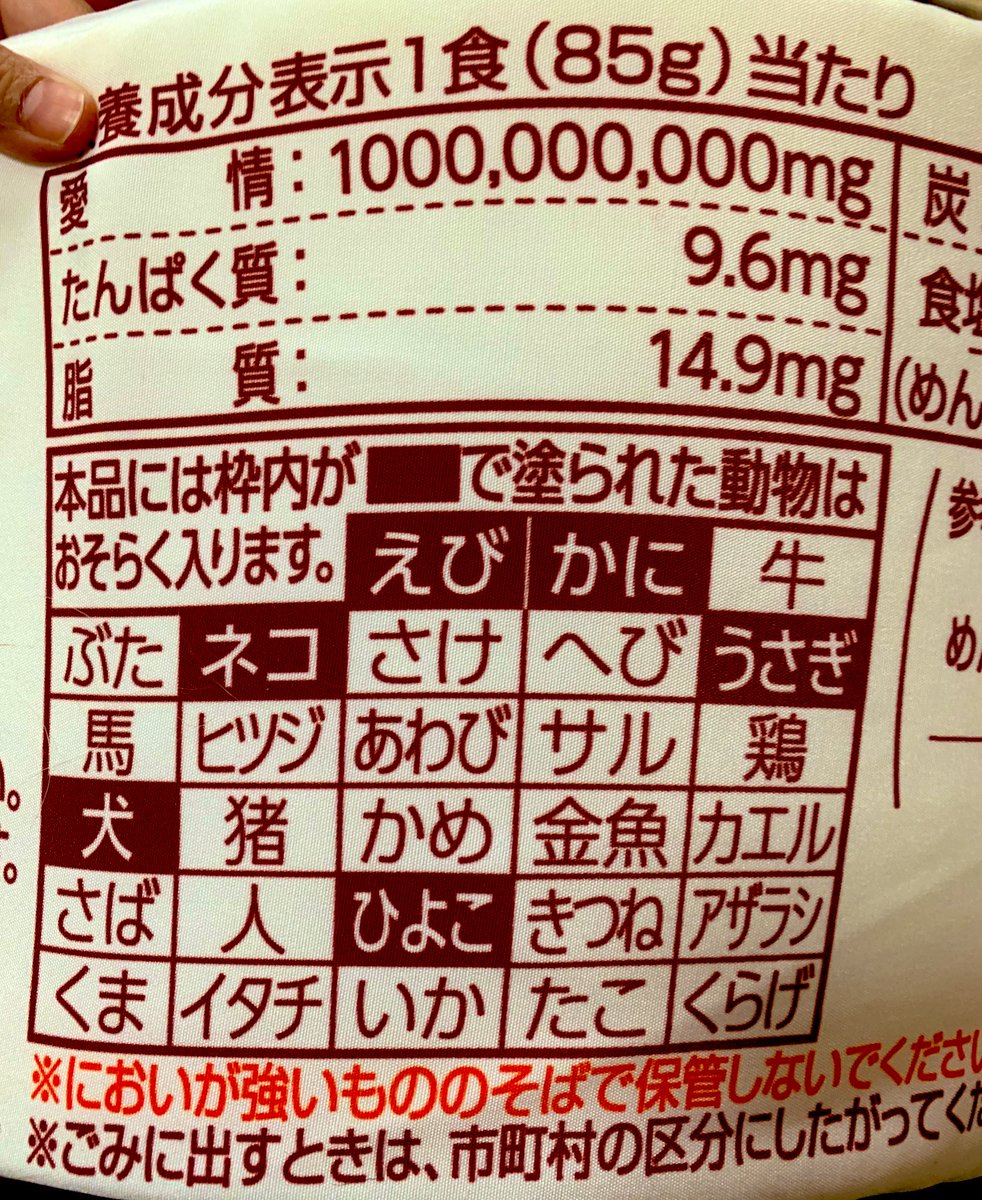 養成分表示1食(85g)当たり
愛情:1000,000,000mg 炭
たんぱく質: 9.6mg 食塩
脂質: 14.9mg (めん
本品には枠内が■で塗られた動物は
おそらく入ります。 えび かに 牛
ぶた ネコ さけ へび うさぎ
馬 ヒツジ あわび サル 鶏
犬 猪 かめ 金魚 カエル
さば 人 ひよこ きつね アザラシ
くま イタチ いか たこ くらげ
参
め
※においが強いもののそばで保管しないでください
※ごみに出すときは、市町村の区分にしたがってくだ